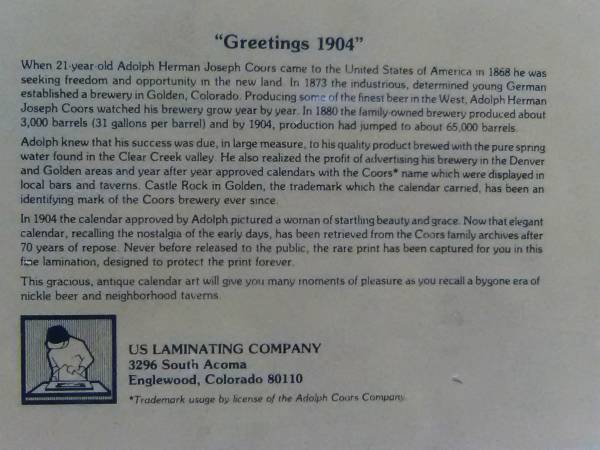 "Greetings 1904"
When 21-year-old Adolph Herman Joseph Coors came to the United States of America in 1868 he was
seeking freedom and opportunity in the new land. In 1873 the industrious, determined young German
established a brewery in Golden, Colorado. Producing some of the finest beer in the West, Adolph Herman
Joseph Coors watched his brewery grow year by year. In 1880 the family-owned brewery produced about
3,000 barrels (31 gallons per barrel) and by 1904, production had jumped to about 65,000 barrels.
Adolph knew that his success was due, in large measure, to his quality product brewed with the pure spring
water found in the Clear Creek valley. He also realized the profit of advertising his brewery in the Denver
and Golden areas and year after year approved calendars with the Coors* name which were displayed in
local bars and taverns. Castle Rock in Golden, the trademark which the calendar carried, has been an
identifying mark of the Coors brewery ever since.
In 1904 the calendar approved by Adolph pictured a woman of startling beauty and grace. Now that elegant
calendar, recalling the nostalgia of the early days, has been retrieved from the Coors family archives after
70 years of repose. Never before released to the public, the rare print has been captured for you in this
fine lamination, designed to protect the print forever.
This gracious, antique calendar art will give you many moments of pleasure as you recall a bygone era of
nickle beer and neighborhood taverns.
US LAMINATING COMPANY
3296 South Acoma
Englewood, Colorado 80110
*Trademark usage by license of the Adolph Coors Company.